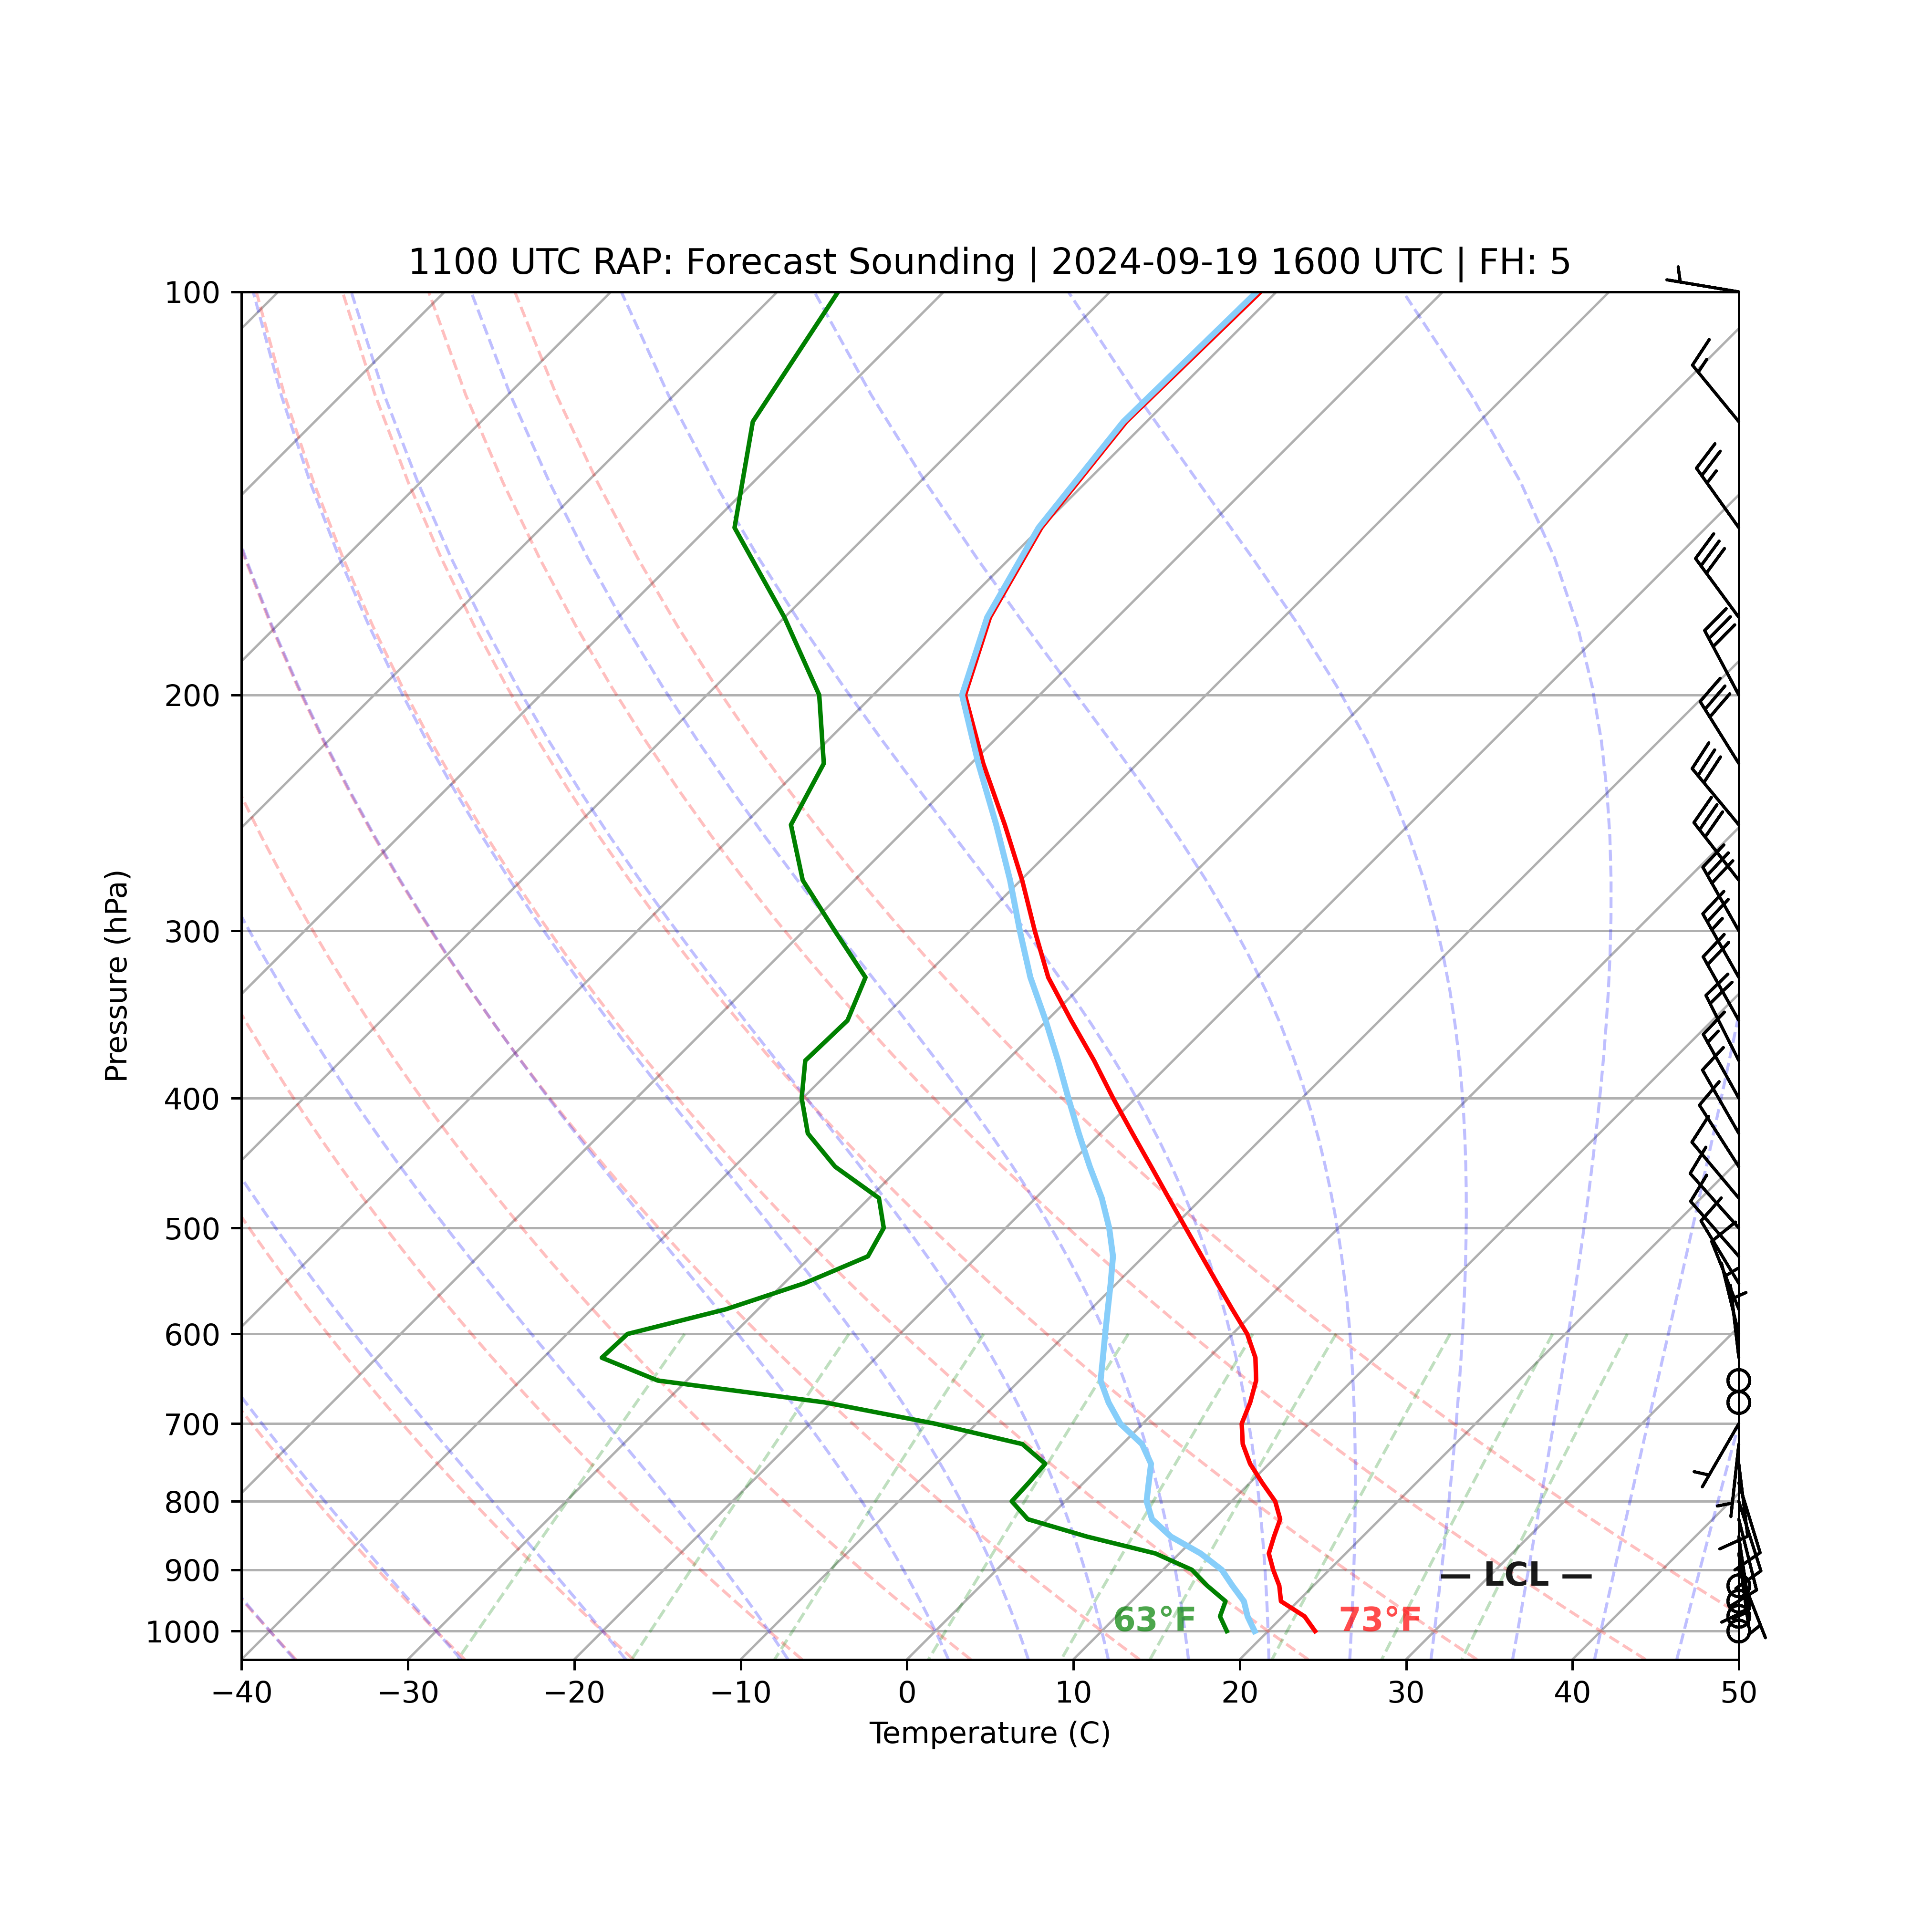 1100 UTC RAP: Forecast Sounding | 2024-09-19 1600 UTC | FH: 5
100
200
300
400
500
600
700
800
900
1000
Pressure (hPa)
— LCL —
63°F
73°F
−40 −30 −20 −10 0 10 20 30 40 50
Temperature (C)